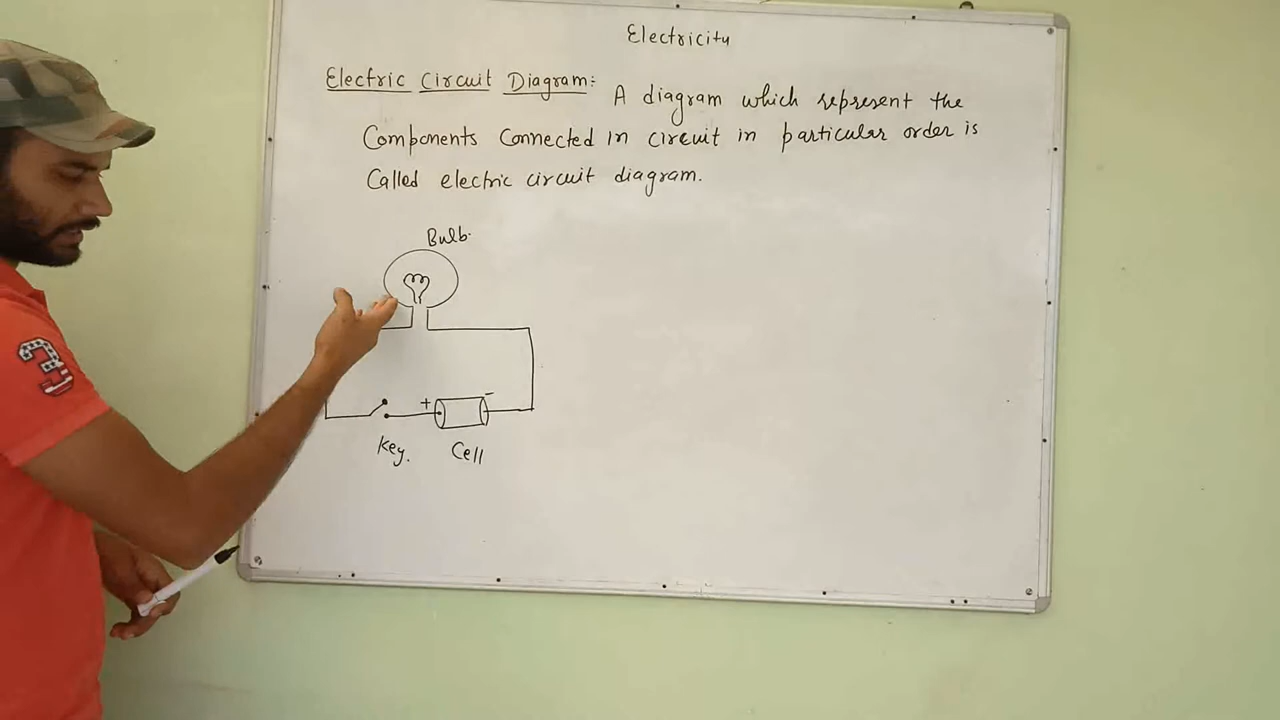 Electricity
Electric Circuit Diagram:
A diagram which represent the
Components Connected in circuit in particular order is
Called electric circuit diagram.
Bulb.
3
+
-
Key.
Cell